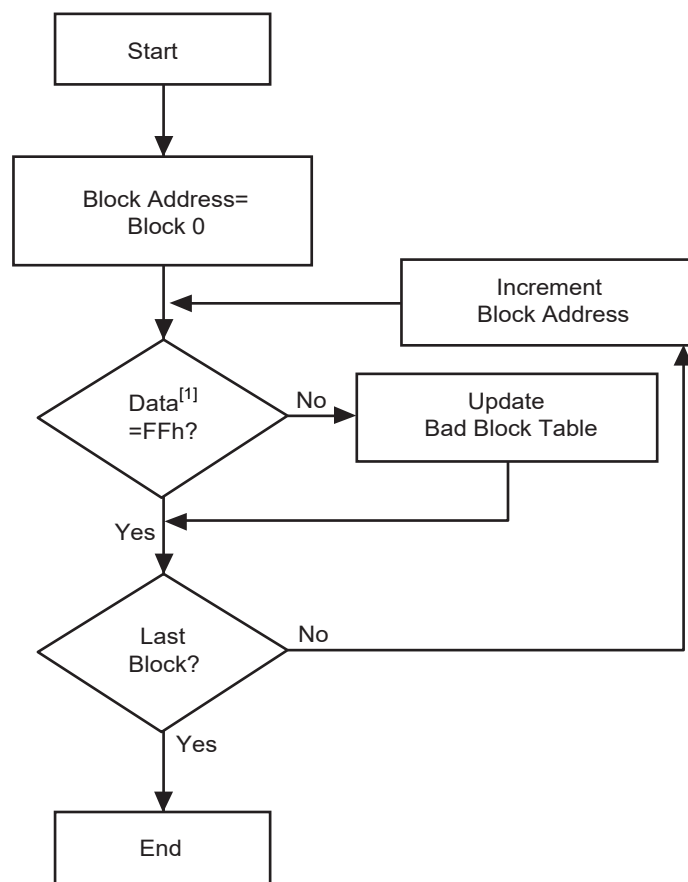 Start
Block Address=
Block 0
Increment
Block Address
Data[1]
=FFh?
No
Update
Bad Block Table
Yes
Last
Block?
No
Yes
End